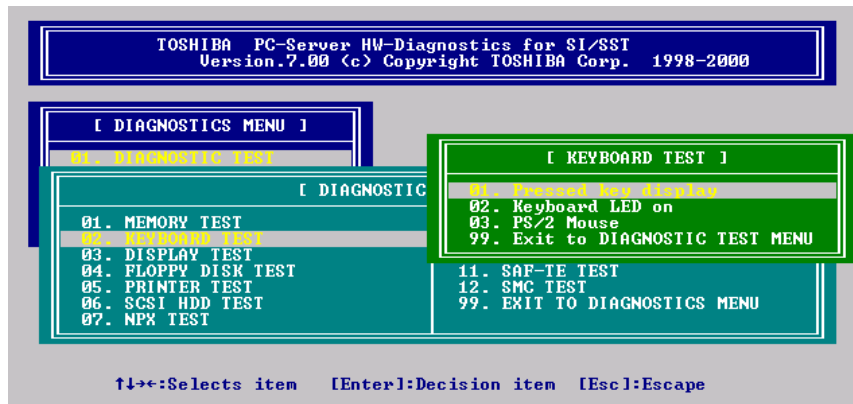 TOSHIBA PC-Server HW-Diagnostics for SI/SST
Version.7.00 (c) Copyright TOSHIBA Corp. 1998-2000
[ DIAGNOSTICS MENU ]
01. DIAGNOSTIC TEST
[ DIAGNOSTIC
01. MEMORY TEST
02. KEYBOARD TEST
03. DISPLAY TEST
04. FLOPPY DISK TEST
05. PRINTER TEST
06. SCSI HDD TEST
07. NPX TEST
11. SAF-TE TEST
12. SMC TEST
99. EXIT TO DIAGNOSTICS MENU
[ KEYBOARD TEST ]
01. Pressed key display
02. Keyboard LED on
03. PS/2 Mouse
99. Exit to DIAGNOSTIC TEST MENU
↑↓→←:Selects item [Enter]:Decision item [Esc]:Escape